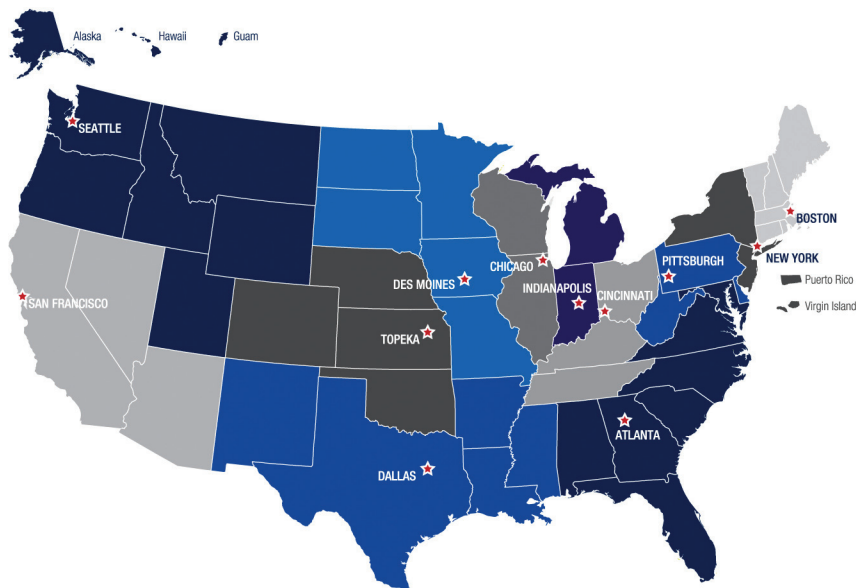 Alaska
Hawaii
Guam
SEATTLE
BOSTON
NEW YORK
PITTSBURGH
CHICAGO
DES MOINES
INDIANAPOLIS
CINCINNATI
Puerto Rico
SAN FRANCISCO
Virgin Island
TOPEKA
ATLANTA
DALLAS